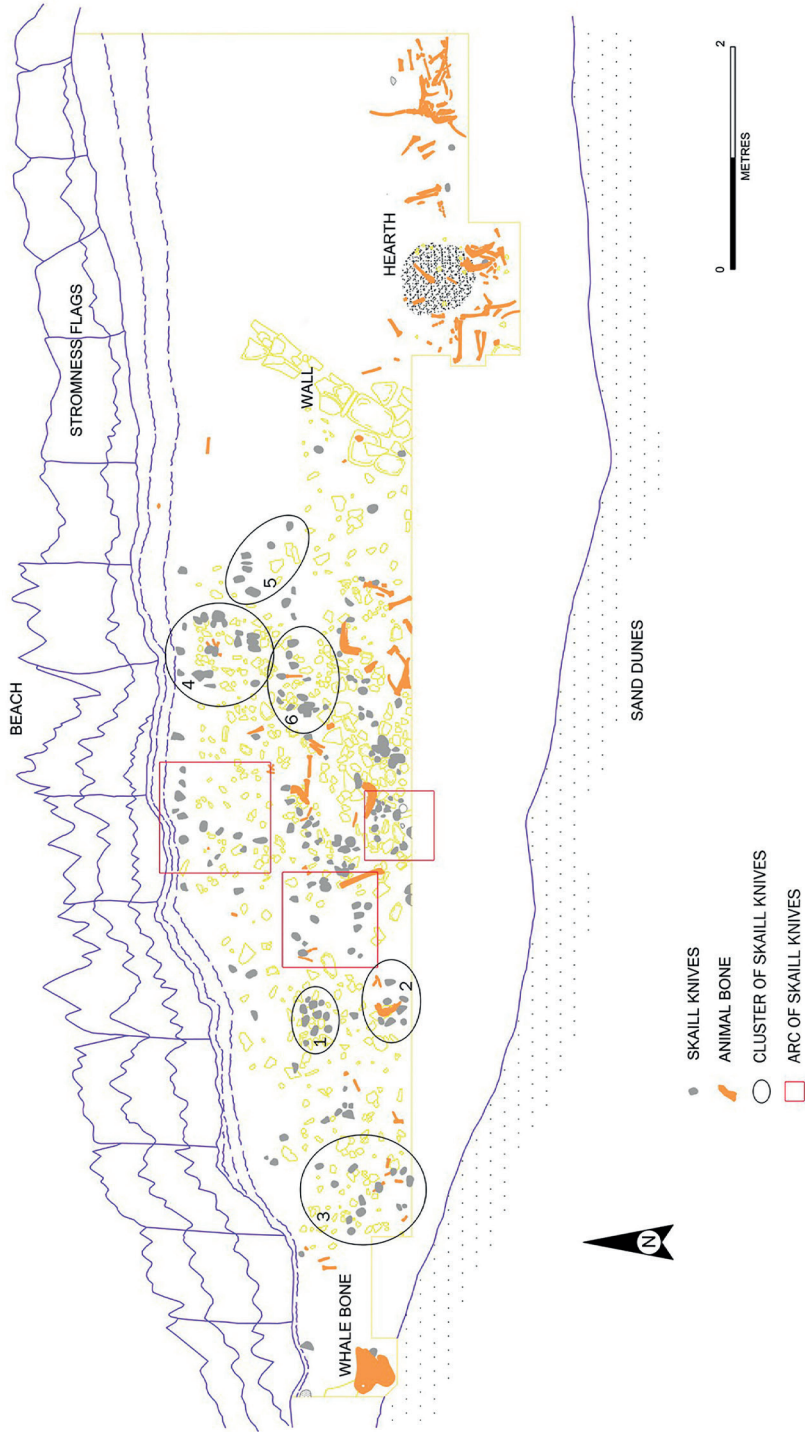 BEACH
STROMNESS FLAGS
HEARTH
WALL
4
5
6
1
2
3
WHALE BONE
SAND DUNES
0
2
METRES
N
SKAILL KNIVES
ANIMAL BONE
CLUSTER OF SKAILL KNIVES
ARC OF SKAILL KNIVES